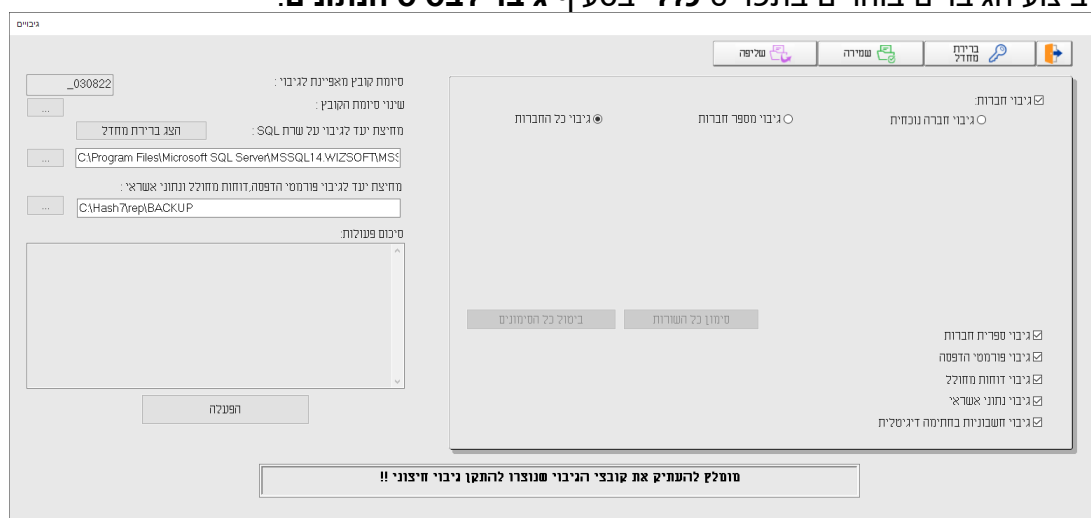 גיבויים
ברירת מחדל
שמירה
שליפה
גיבוי חברות:
גיבוי חברה נוכחית
גיבוי מספר חברות
גיבוי כל החברות
סימון כל השורות
ביטול כל הסימונים
גיבוי ספרית חברות
גיבוי פורמטי הדפסה
גיבוי דוחות מחולל
גיבוי נתוני אשראי
גיבוי חשבוניות בחתימה דיגיטלית
סיומת קובץ מאפיינת לגיבוי :
_030822
שינוי סיומת הקובץ :
...
מחיצת יעד לגיבוי על שרת SQL :
הצג ברירת מחדל
C:\Program Files\Microsoft SQL Server\MSSQL14.WIZSOFT\MSS
...
מחיצת יעד לגיבוי פורמטי הדפסה,דוחות מחולל ונתוני אשראי :
C:\Hash7\rep\BACKUP
...
סיכום פעולות:
הפעלה
מומלץ להעתיק את קובצי הגיבוי שנוצרו להתקן גיבוי חיצוני !!